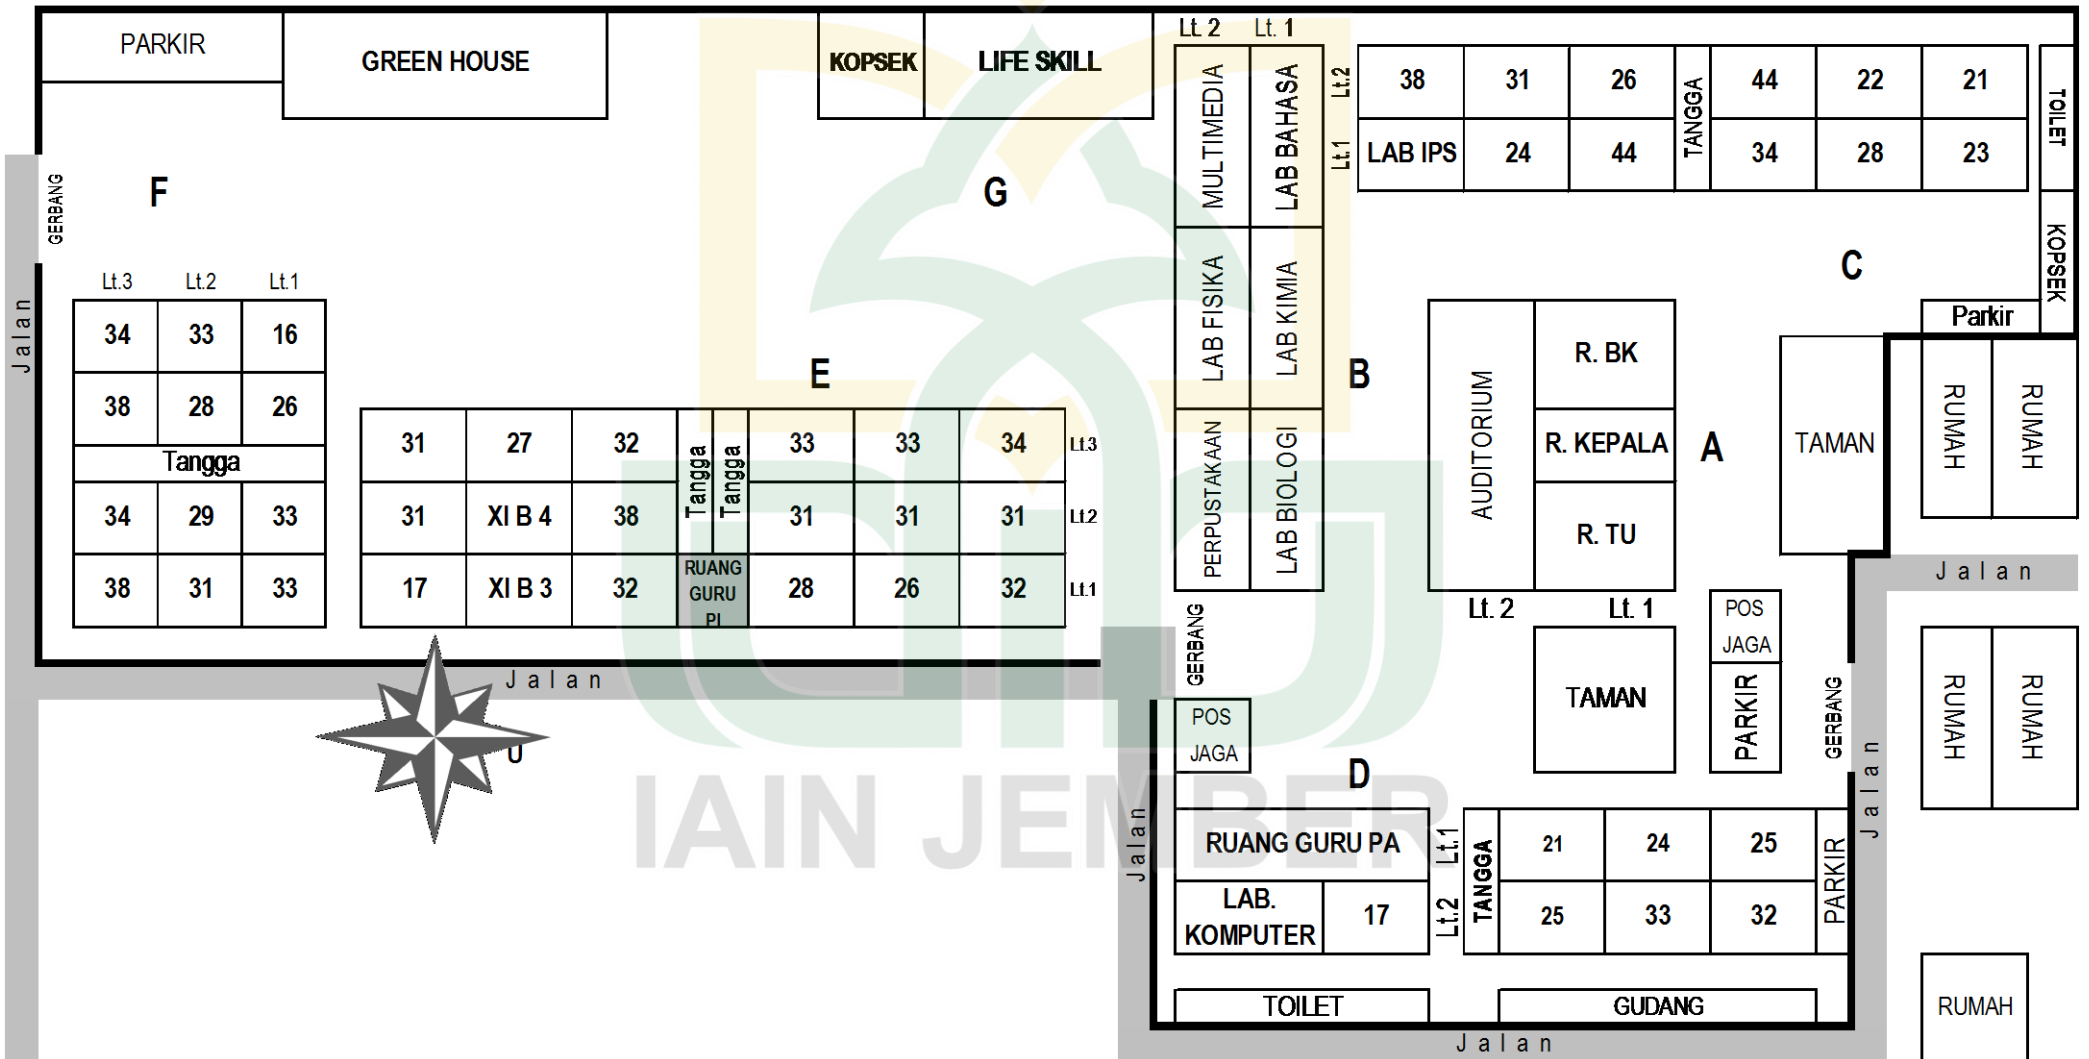 PARKIR
GREEN HOUSE
KOPSEK
LIFE SKILL
Lt. 2 Lt. 1
MULTIMEDIA
LAB BAHASA
LAB FISIKA
LAB KIMIA
PERPUSTAKAAN
LAB BIOLOGI
Lt.2
Lt.1
38 31 26
TANGGA
44 22 21
LAB IPS 24 44
34 28 23
TOILET
KOPSEK
GERBANG
F
G
C
B
Jalan
Lt.3 Lt.2 Lt.1
34 33 16
38 28 26
Tangga
34 29 33
38 31 33
E
31 27 32
Tangga
Tangga
33 33 34
Lt.3
31 XI B 4 38
31 31 31
Lt.2
17 XI B 3 32
RUANG
GURU
PI
28 26 32
Lt.1
AUDITORIUM
R. BK
R. KEPALA
R. TU
Lt. 2 Lt. 1
A
TAMAN
Parkir
RUMAH
RUMAH
Jalan
Jalan
U
GERBANG
POS
JAGA
TAMAN
POS
JAGA
PARKIR
GERBANG
RUMAH
RUMAH
Jalan
D
IAIN JEMBER
Jalan
RUANG GURU PA
Lt.1
LAB.
KOMPUTER
17
Lt.2
TANGGA
21 24 25
25 33 32
PARKIR
TOILET
GUDANG
RUMAH
Jalan